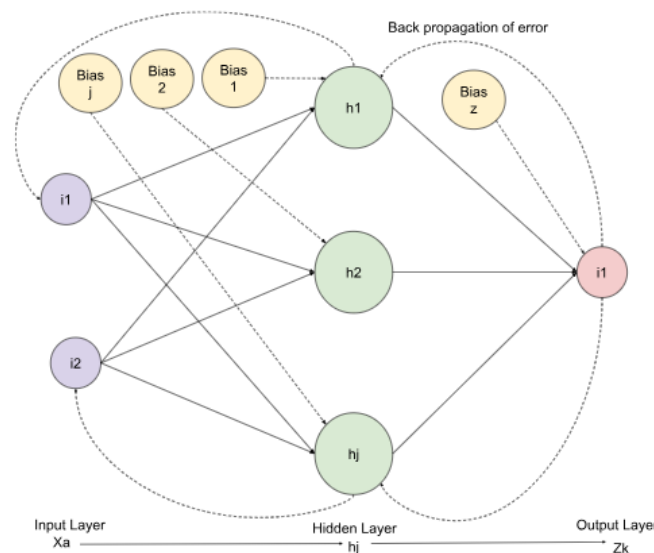 Back propagation of error
Bias
j
Bias
2
Bias
1
Bias
z
h1
i1
h2
i1
i2
hj
Input Layer
Xa
Hidden Layer
hj
Output Layer
Zk